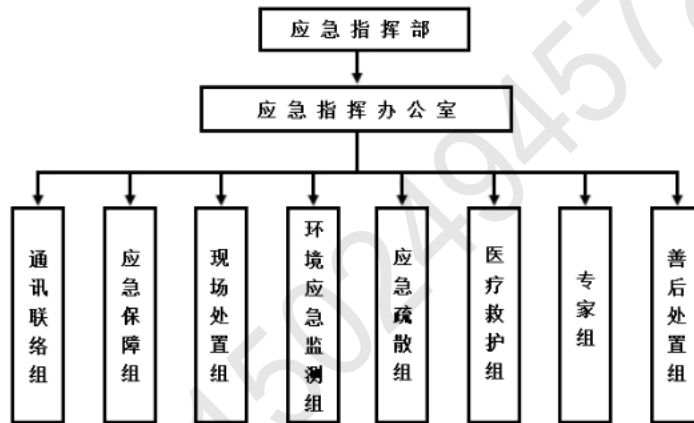 应急指挥部
应急指挥办公室
通讯联络组
应急保障组
现场处置组
环境应急监测组
应急疏散组
医疗救护组
专家组
善后处置组